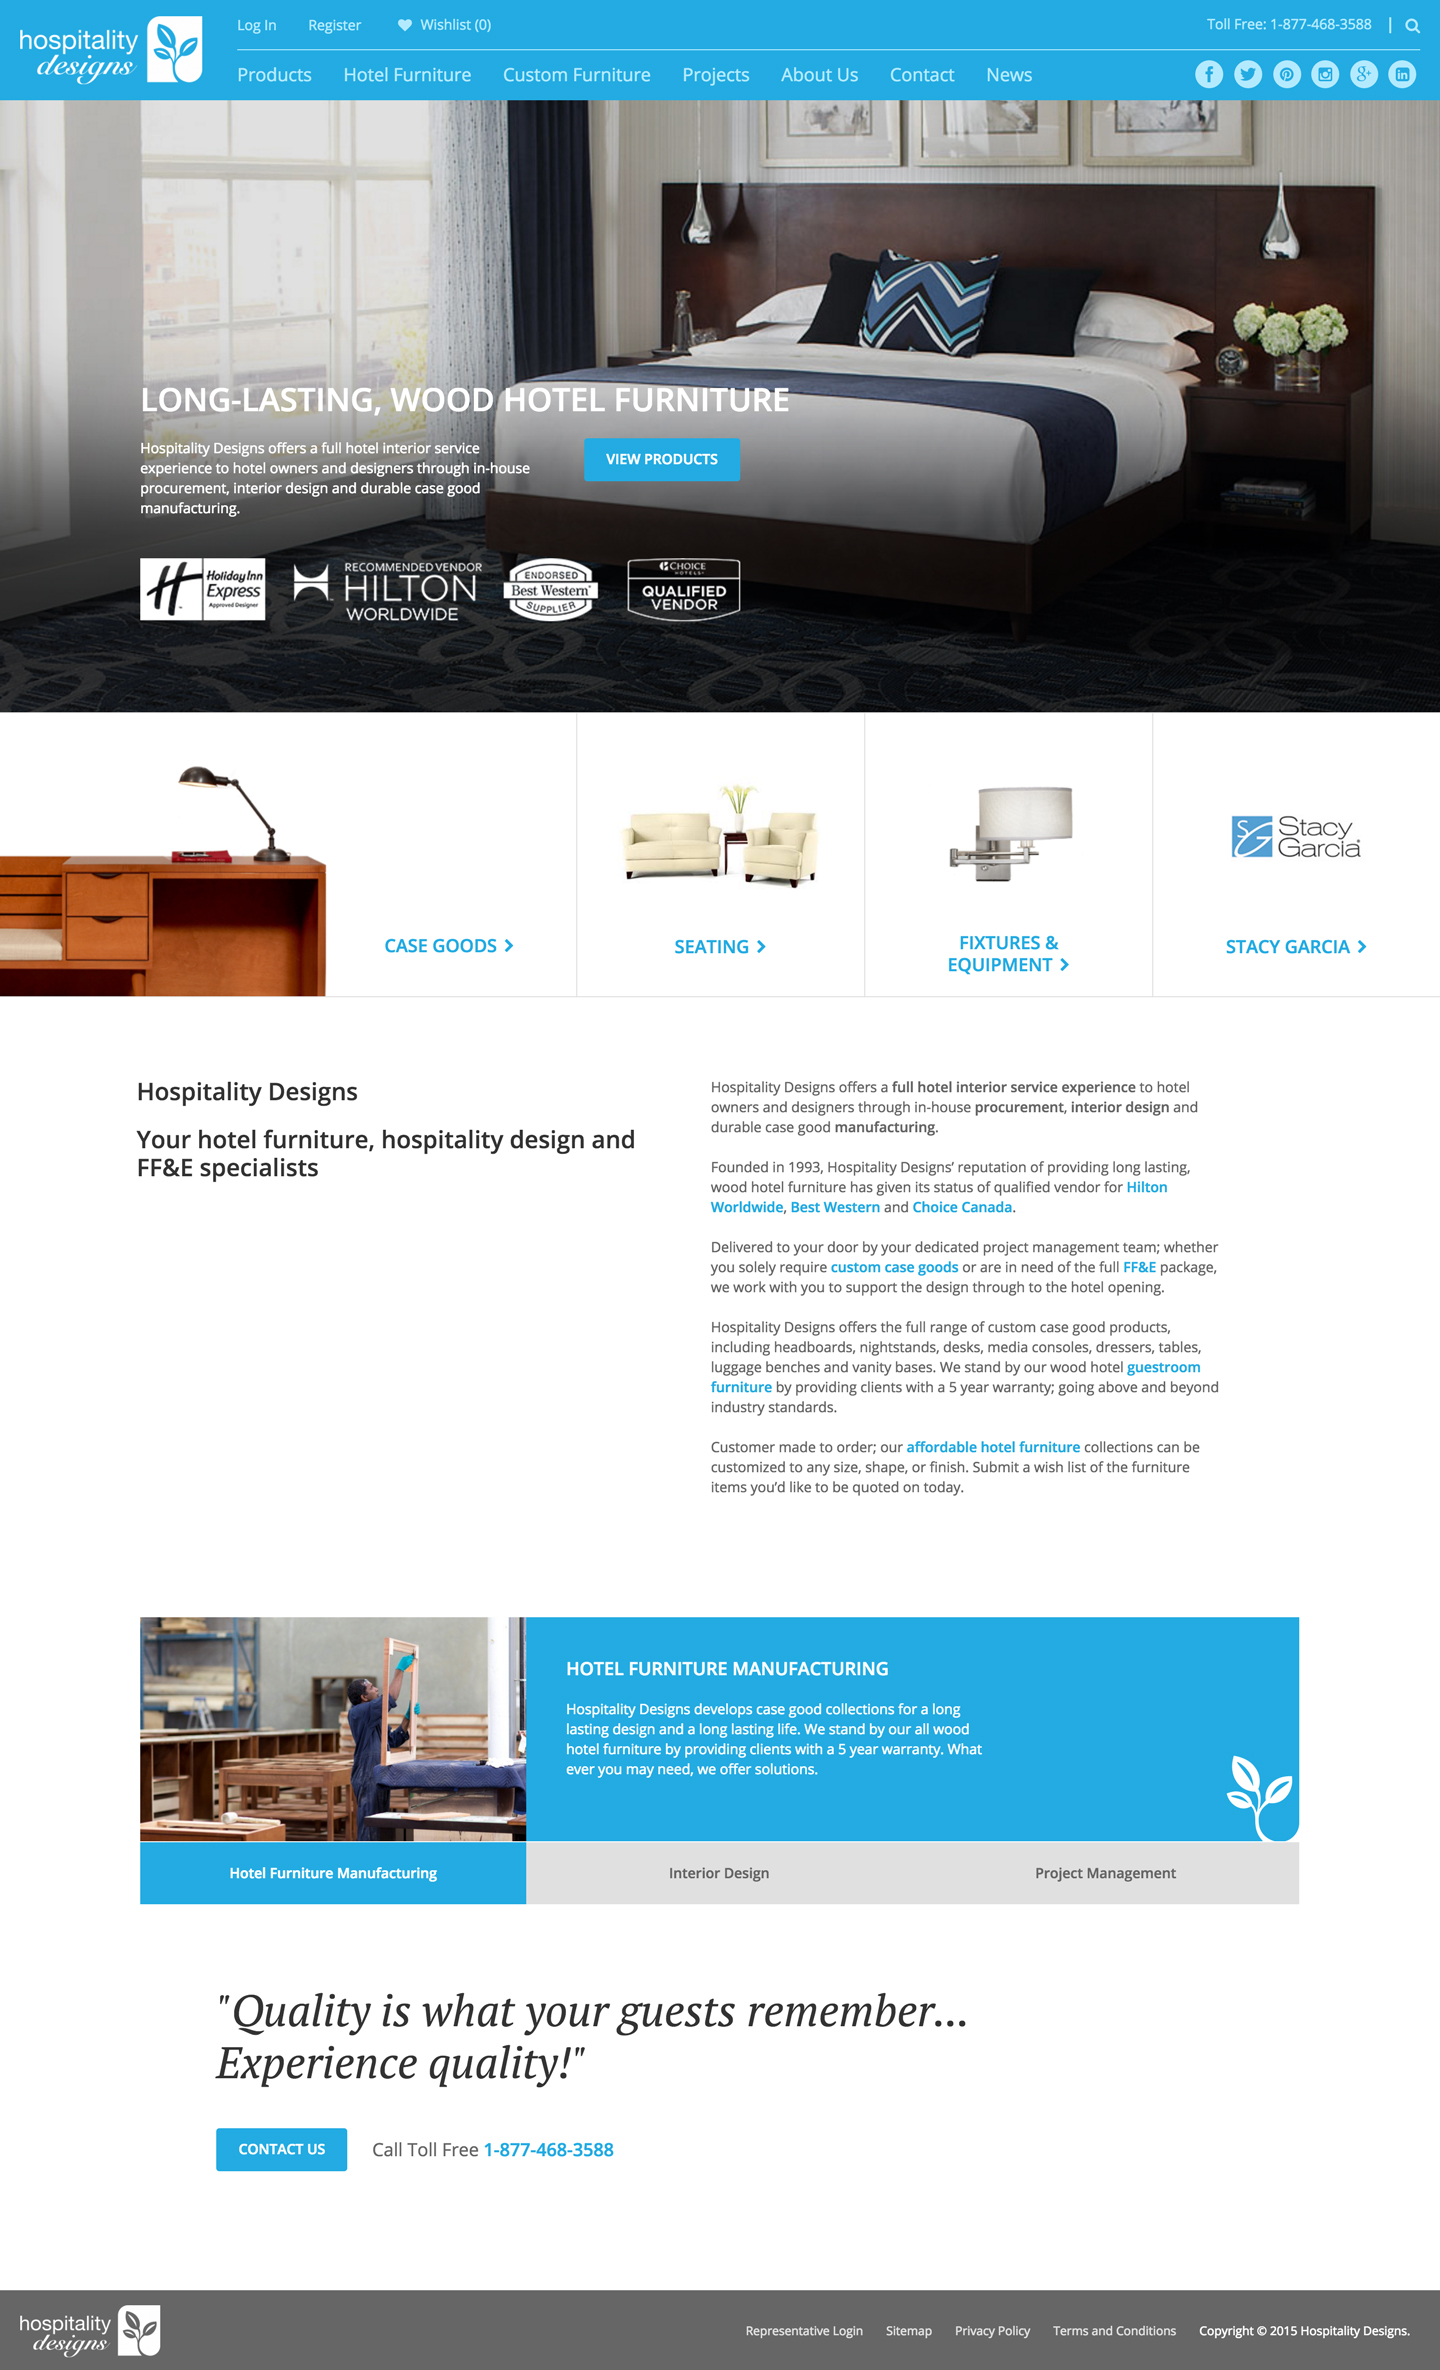 hospitality
designs
Log In Register Wishlist (0)
Toll Free: 1-877-468-3588 |
Products Hotel Furniture Custom Furniture Projects About Us Contact News
LONG-LASTING, WOOD HOTEL FURNITURE
Hospitality Designs offers a full hotel interior service
experience to hotel owners and designers through in-house
procurement, interior design and durable case good
manufacturing.
VIEW PRODUCTS
Holiday Inn
Express
Approved Designer
RECOMMENDED VENDOR
HILTON
WORLDWIDE
ENDORSED
Best Western
SUPPLIER
CHOICE
HOTELS
QUALIFIED
VENDOR
CASE GOODS
SEATING
FIXTURES &
EQUIPMENT
Stacy
Garcia
STACY GARCIA
Hospitality Designs
Your hotel furniture, hospitality design and
FF&E specialists
Hospitality Designs offers a full hotel interior service experience to hotel
owners and designers through in-house procurement, interior design and
durable case good manufacturing.
Founded in 1993, Hospitality Designs’ reputation of providing long lasting,
wood hotel furniture has given its status of qualified vendor for Hilton
Worldwide, Best Western and Choice Canada.
Delivered to your door by your dedicated project management team; whether
you solely require custom case goods or are in need of the full FF&E package,
we work with you to support the design through to the hotel opening.
Hospitality Designs offers the full range of custom case good products,
including headboards, nightstands, desks, media consoles, dressers, tables,
luggage benches and vanity bases. We stand by our wood hotel guestroom
furniture by providing clients with a 5 year warranty; going above and beyond
industry standards.
Customer made to order; our affordable hotel furniture collections can be
customized to any size, shape, or finish. Submit a wish list of the furniture
items you’d like to be quoted on today.
HOTEL FURNITURE MANUFACTURING
Hospitality Designs develops case good collections for a long
lasting design and a long lasting life. We stand by our all wood
hotel furniture by providing clients with a 5 year warranty. What
ever you may need, we offer solutions.
Hotel Furniture Manufacturing
Interior Design
Project Management
"Quality is what your guests remember...
Experience quality!"
CONTACT US
Call Toll Free 1-877-468-3588
hospitality
designs
Representative Login Sitemap Privacy Policy Terms and Conditions Copyright © 2015 Hospitality Designs.